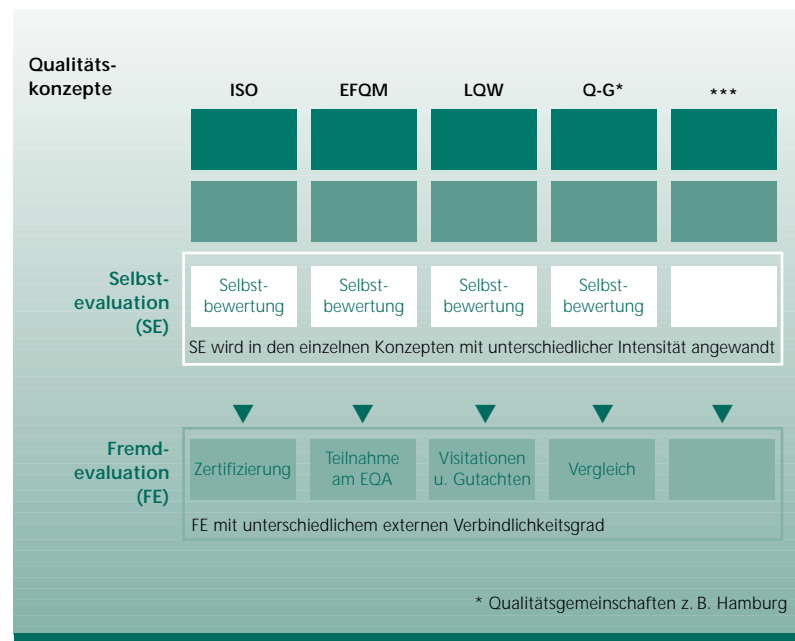 Qualitäts-
konzepte
ISO EFQM LQW Q-G* ***
Selbst-
evaluation
(SE)
Selbst-
bewertung
Selbst-
bewertung
Selbst-
bewertung
Selbst-
bewertung
SE wird in den einzelnen Konzepten mit unterschiedlicher Intensität angewandt
Fremd-
evaluation
(FE)
Zertifizierung
Teilnahme
am EQA
Visitationen
u. Gutachten
Vergleich
FE mit unterschiedlichem externen Verbindlichkeitsgrad
* Qualitätsgemeinschaften z. B. Hamburg